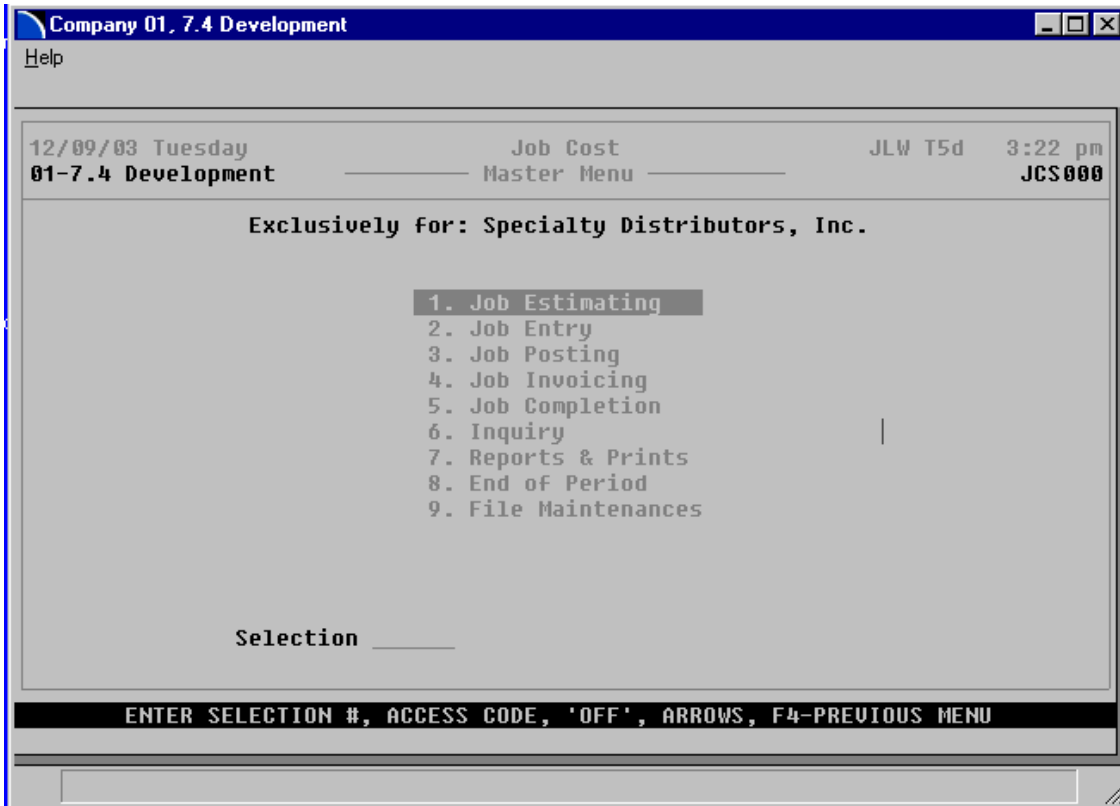 Company 01, 7.4 Development
Help
12/09/03 Tuesday Job Cost JLW T5d 3:22 pm
01-7.4 Development Master Menu JCS000
Exclusively for: Specialty Distributors, Inc.
1. Job Estimating
2. Job Entry
3. Job Posting
4. Job Invoicing
5. Job Completion
6. Inquiry
7. Reports & Prints
8. End of Period
9. File Maintenances
Selection ______
ENTER SELECTION #, ACCESS CODE, 'OFF', ARROWS, F4-PREVIOUS MENU